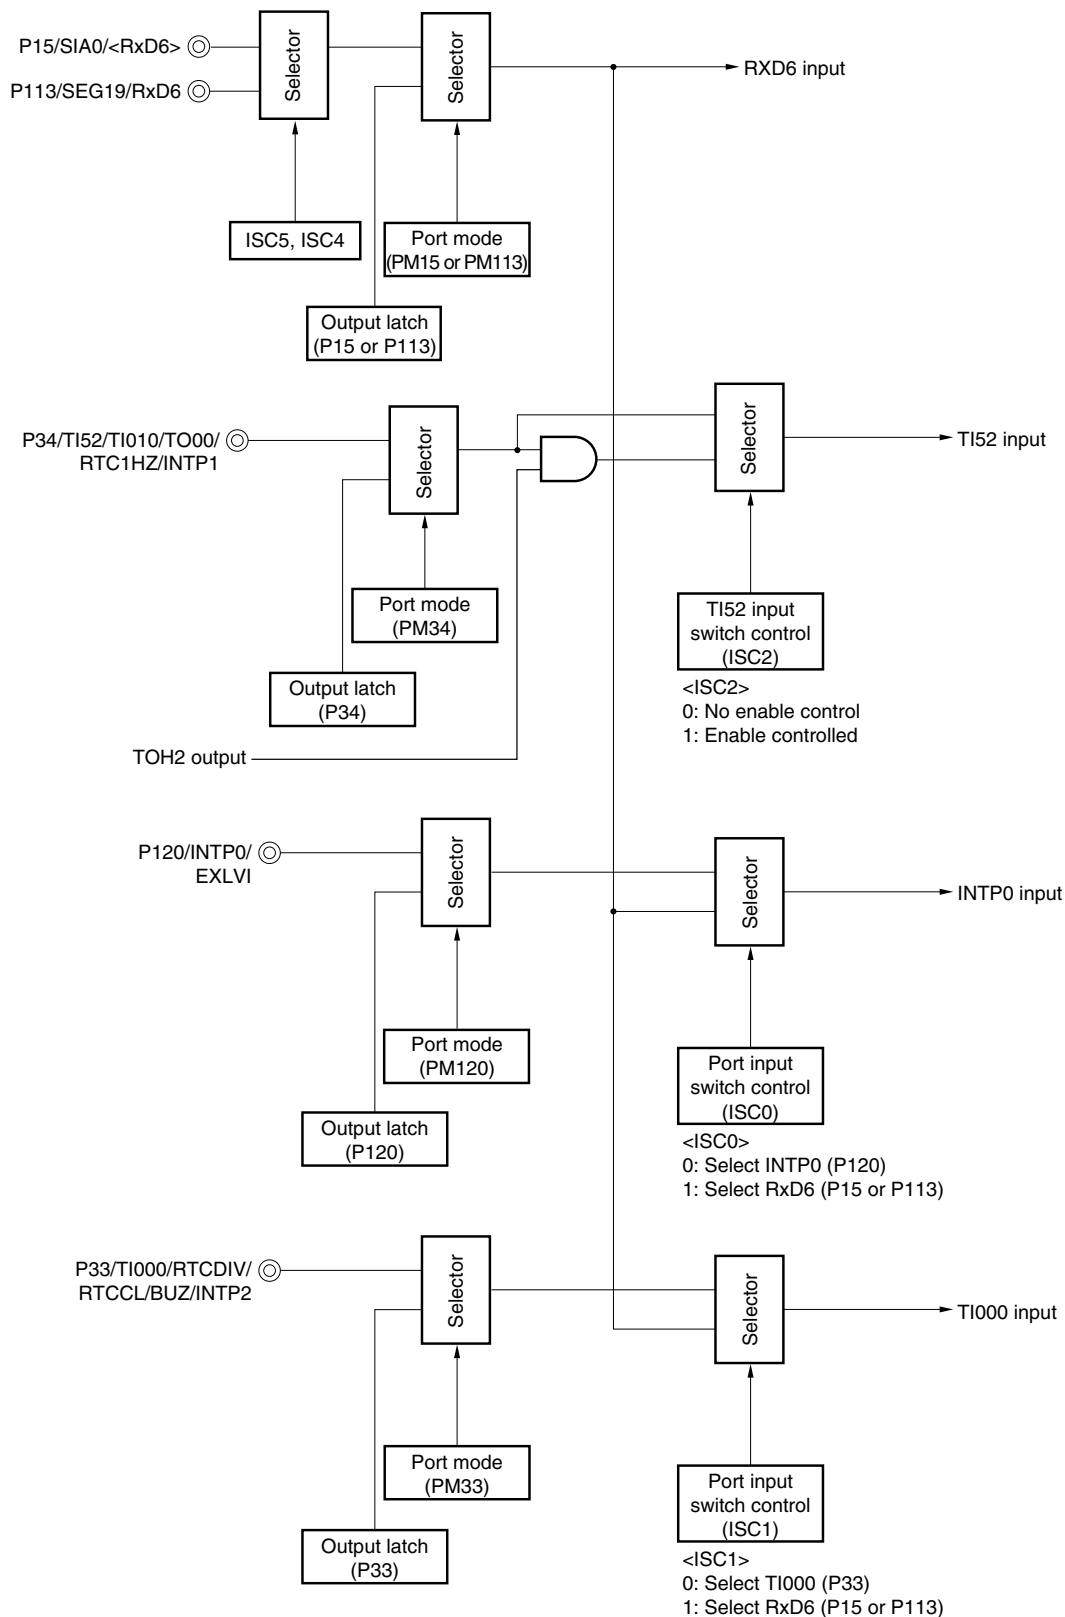 P15/SIA0/<RxD6>
P113/SEG19/RxD6
Selector
Selector
RXD6 input
ISC5, ISC4
Port mode
(PM15 or PM113)
Output latch
(P15 or P113)
P34/TI52/TI010/TO00/
RTC1HZ/INTP1
Selector
Selector
TI52 input
Port mode
(PM34)
TI52 input
switch control
(ISC2)
Output latch
(P34)
<ISC2>
0: No enable control
1: Enable controlled
TOH2 output
P120/INTP0/
EXLVI
Selector
Selector
INTP0 input
Port mode
(PM120)
Port input
switch control
(ISC0)
Output latch
(P120)
<ISC0>
0: Select INTP0 (P120)
1: Select RxD6 (P15 or P113)
P33/TI000/RTCDIV/
RTCCL/BUZ/INTP2
Selector
Selector
TI000 input
Port mode
(PM33)
Port input
switch control
(ISC1)
Output latch
(P33)
<ISC1>
0: Select TI000 (P33)
1: Select RxD6 (P15 or P113)